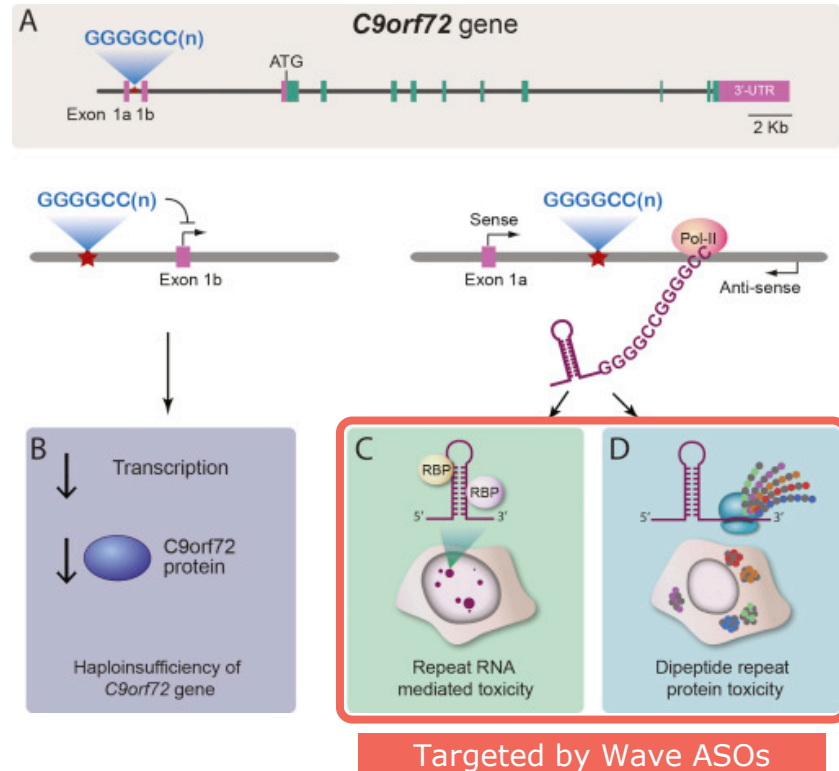 A
C9orf72 gene
GGGGCC(n)
ATG
3'-UTR
Exon 1a 1b
2 Kb
GGGGCC(n)
Exon 1b
GGGGCC(n)
Sense
Pol-II
Exon 1a
Anti-sense
GGGGCCGGGGCC
B
Transcription
C9orf72
protein
Haploinsufficiency of
C9orf72 gene
C
RBP
RBP
5'
3'
Repeat RNA
mediated toxicity
D
5'
3'
Dipeptide repeat
protein toxicity
Targeted by Wave ASOs